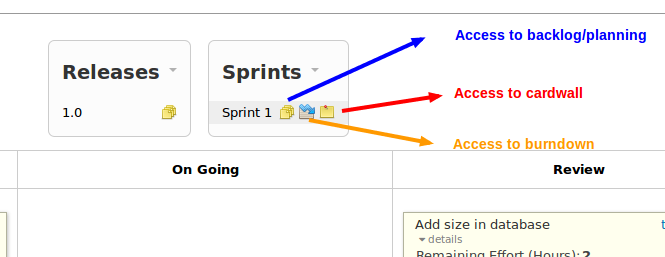 Access to backlog/planning
Releases
Sprints
Access to cardwall
1.0
Sprint 1
Access to burndown
On Going
Review
Add size in database
details
Remaining Effort (Hours): 2